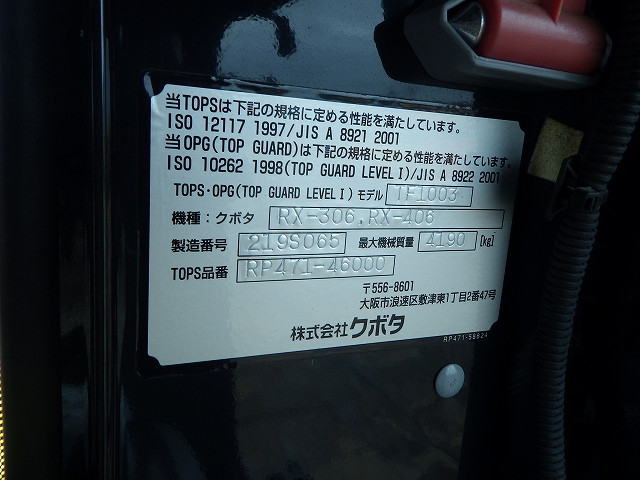 当TOPSは下記の規格に定める性能を満たしています。
ISO 12117 1997/JIS A 8921 2001
当OPG(TOP GUARD)は下記の規格に定める性能を満たしています。
ISO 10262 1998(TOP GUARD LEVEL I)/JIS A 8922 2001
TOPS・OPG(TOP GUARD LEVEL I) モデル TF1003
機種：クボタ RX-306,RX-406
製造番号 219S065 最大機械質量 4190 [kg]
TOPS品番 RP471-46000
〒556-8601
大阪市浪速区敷津東1丁目2番47号
株式会社クボタ
RP471-58824